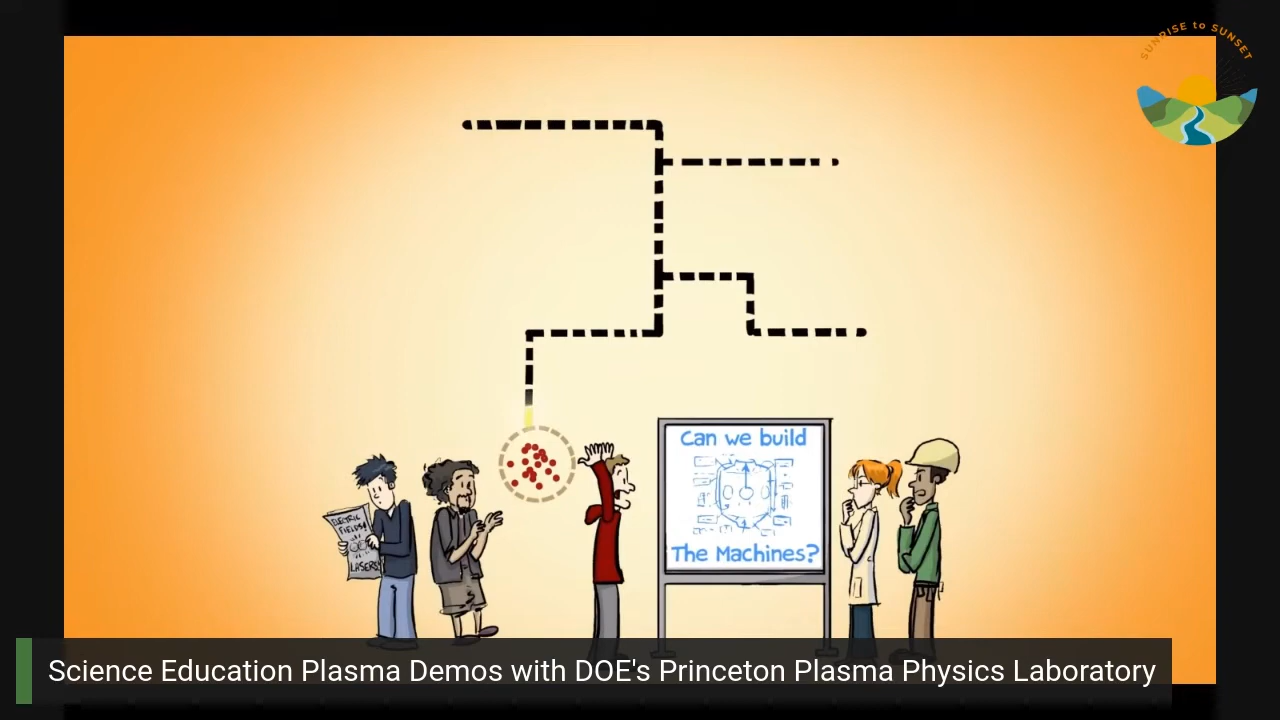 SUNRISE to SUNSET
Can we build
The Machines?
ELECTRIC
FIELDS!
LASERS!
Science Education Plasma Demos with DOE's Princeton Plasma Physics Laboratory